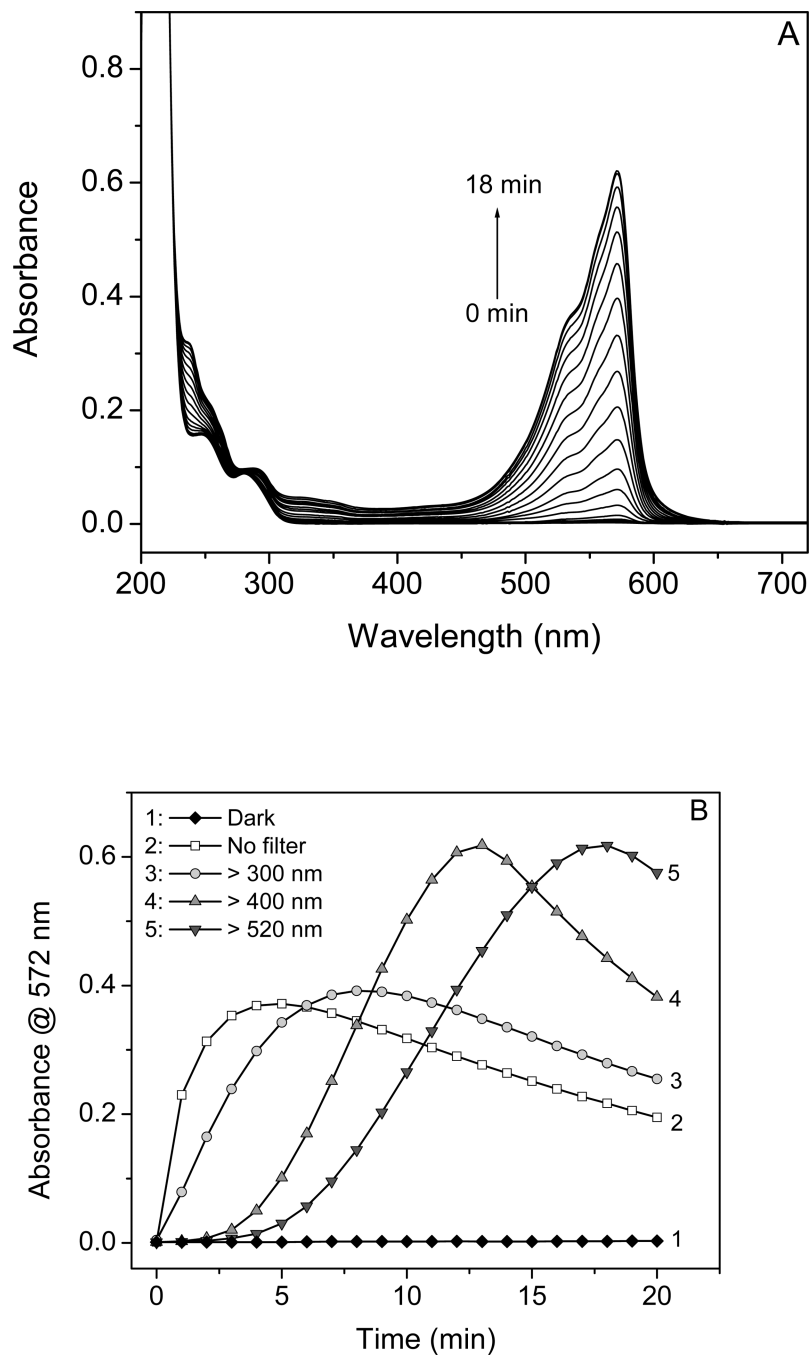 A
0.8
0.6
0.4
0.2
0.0
Absorbance
18 min
0 min
200 300 400 500 600 700
Wavelength (nm)
B
1: Dark
2: No filter
3: > 300 nm
4: > 400 nm
5: > 520 nm
0.6
0.4
0.2
0.0
Absorbance @ 572 nm
5
4
3
2
1
0 5 10 15 20
Time (min)